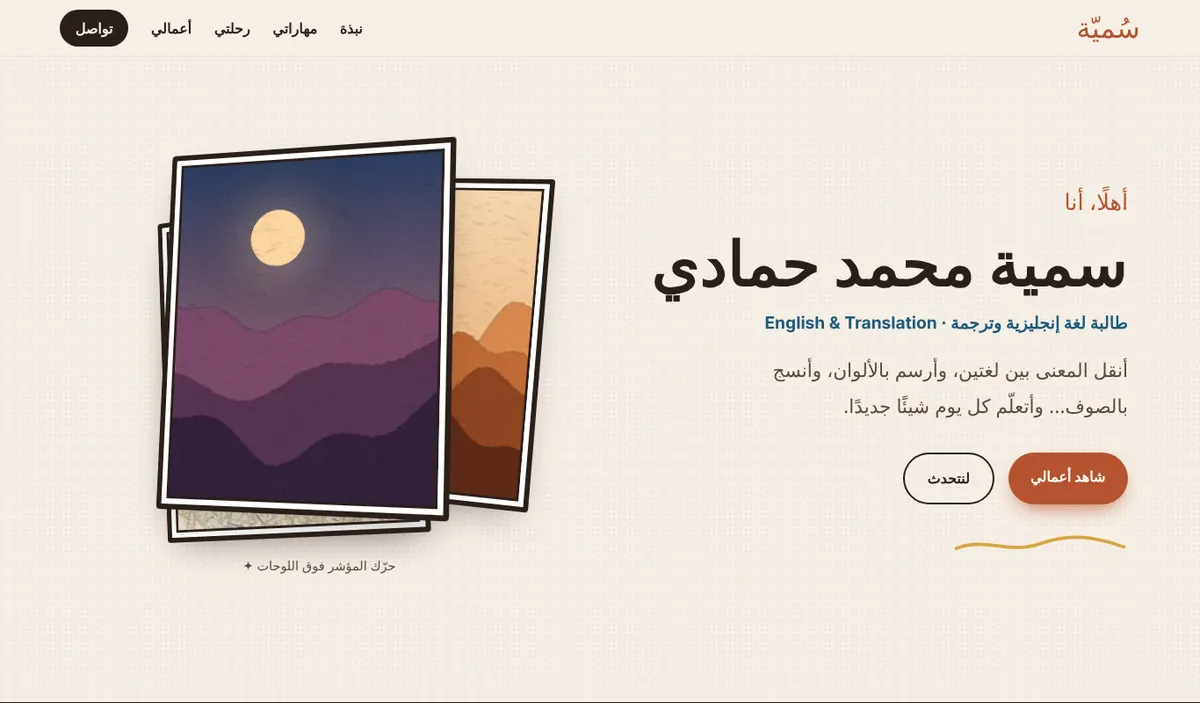 سُميّة
نبذة
مهاراتي
رحلتي
أعمالي
تواصل
أهلًا، أنا
سمية محمد حمادي
طالبة لغة إنجليزية وترجمة · English & Translation
أنقل المعنى بين لغتين، وأرسم بالألوان، وأنسج
بالصوف... وأتعلّم كل يوم شيئًا جديدًا.
شاهد أعمالي
لنتحدث
حرّك المؤشر فوق اللوحات ✦